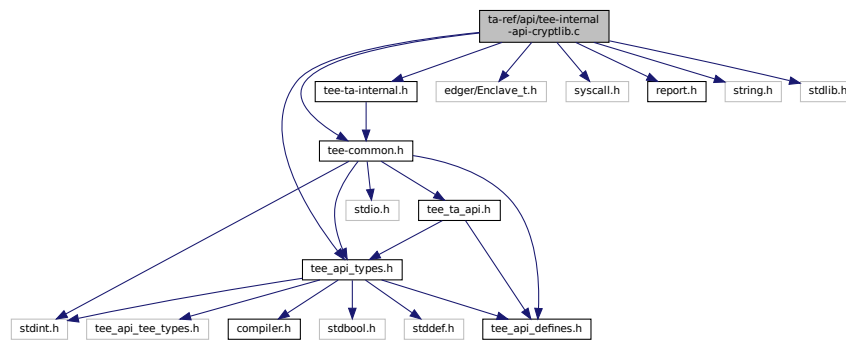 ta-ref/api/tee-internal
-api-cryptlib.c
tee-ta-internal.h
edger/Enclave_t.h
syscall.h
report.h
string.h
stdlib.h
tee-common.h
stdio.h
tee_ta_api.h
tee_api_types.h
stdint.h
tee_api_tee_types.h
compiler.h
stdbool.h
stddef.h
tee_api_defines.h